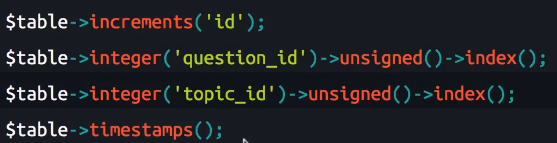 $table->increments('id');
$table->integer('question_id')->unsigned()->index();
$table->integer('topic_id')->unsigned()->index();
$table->timestamps();